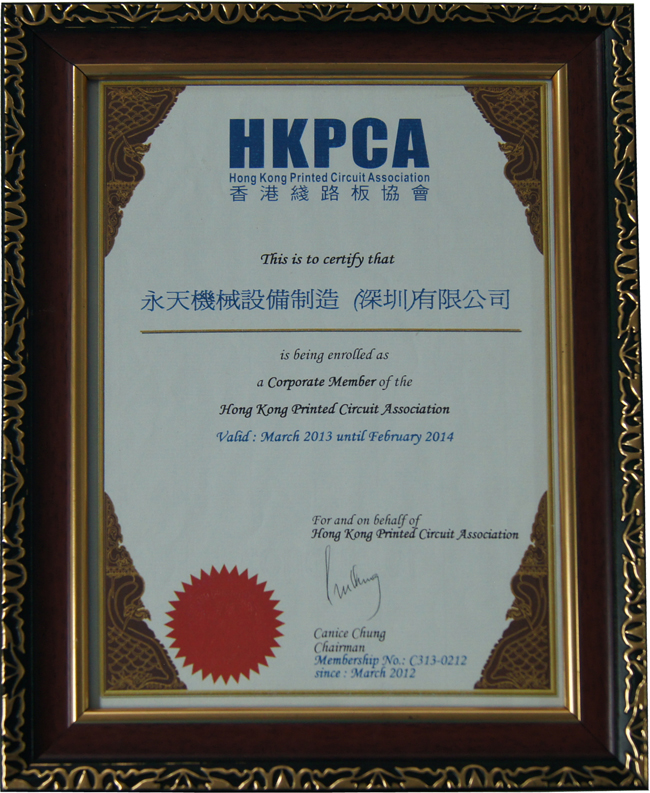 HKPCA
Hong Kong Printed Circuit Association
香港綫路板協會
This is to certify that
永天機械設備制造(深圳)有限公司
is being enrolled as
a Corporate Member of the
Hong Kong Printed Circuit Association
Valid : March 2013 until February 2014
For and on behalf of
Hong Kong Printed Circuit Association
Canice Chung
Chairman
Membership No.: C313-0212
since : March 2012